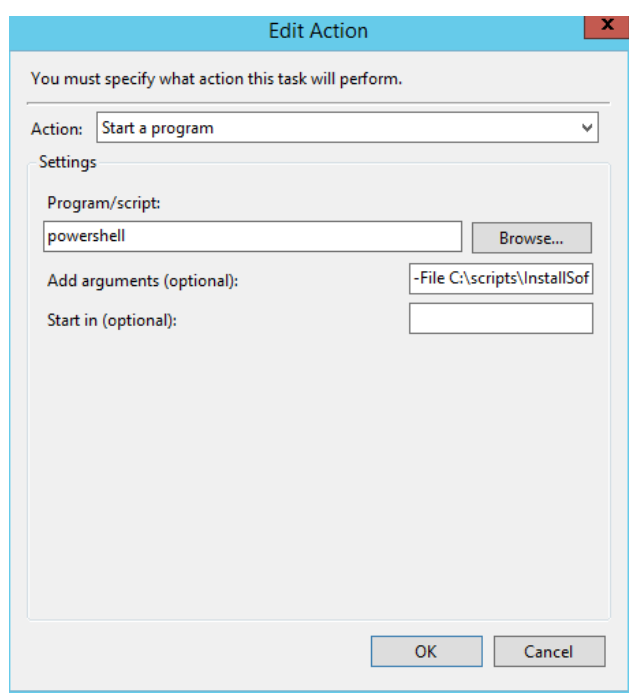 Edit Action
x
You must specify what action this task will perform.
Action: Start a program
Settings
Program/script:
powershell Browse...
Add arguments (optional): -File C:\scripts\InstallSof
Start in (optional):
OK Cancel